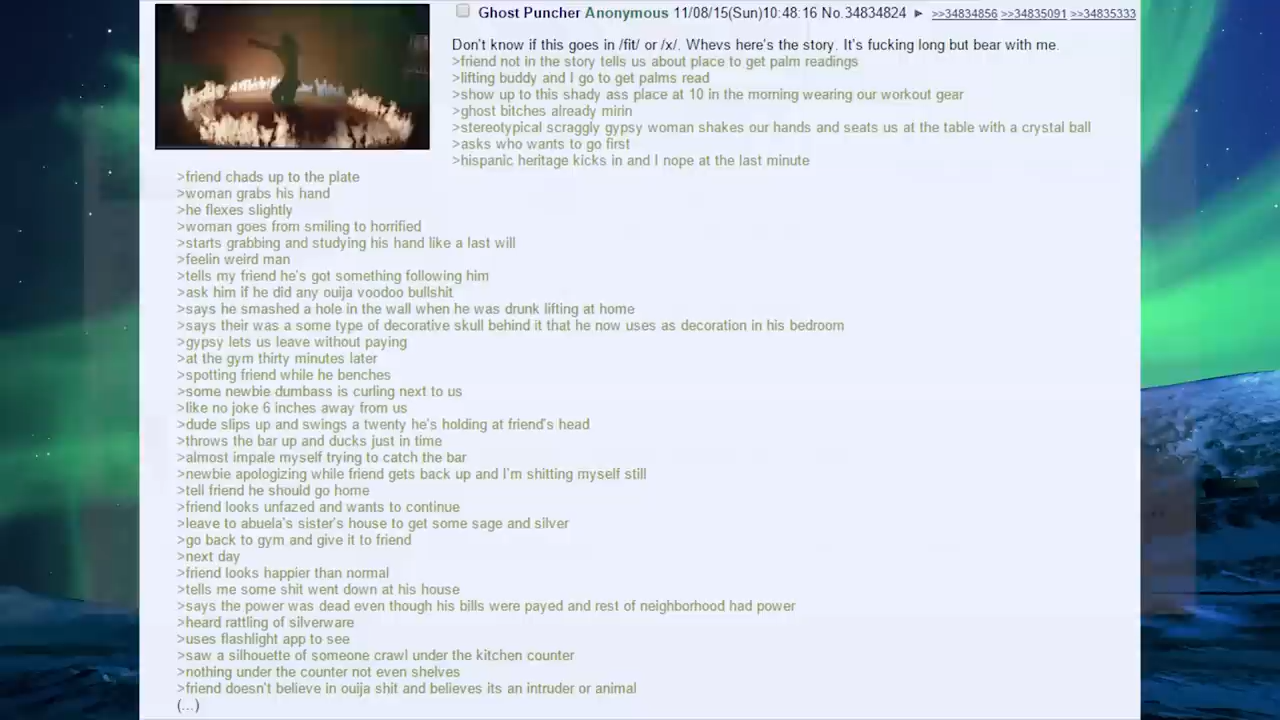 Ghost Puncher Anonymous 11/08/15(Sun)10:48:16 No.34834824 ► >>34834856 >>34835091 >>34835333
Don't know if this goes in /fit/ or /x/. Whevs here's the story. It's fucking long but bear with me.
>friend not in the story tells us about place to get palm readings
>lifting buddy and I go to get palms read
>show up to this shady ass place at 10 in the morning wearing our workout gear
>ghost bitches already mirin
>stereotypical scraggly gypsy woman shakes our hands and seats us at the table with a crystal ball
>asks who wants to go first
>hispanic heritage kicks in and I nope at the last minute
>friend chads up to the plate
>woman grabs his hand
>he flexes slightly
>woman goes from smiling to horrified
>starts grabbing and studying his hand like a last will
>feelin weird man
>tells my friend he's got something following him
>ask him if he did any ouija voodoo bullshit
>says he smashed a hole in the wall when he was drunk lifting at home
>says their was a some type of decorative skull behind it that he now uses as decoration in his bedroom
>gypsy lets us leave without paying
>at the gym thirty minutes later
>spotting friend while he benches
>some newbie dumbass is curling next to us
>like no joke 6 inches away from us
>dude slips up and swings a twenty he's holding at friend's head
>throws the bar up and ducks just in time
>almost impale myself trying to catch the bar
>newbie apologizing while friend gets back up and I'm shitting myself still
>tell friend he should go home
>friend looks unfazed and wants to continue
>leave to abuela's sister's house to get some sage and silver
>go back to gym and give it to friend
>next day
>friend looks happier than normal
>tells me some shit went down at his house
>says the power was dead even though his bills were payed and rest of neighborhood had power
>heard rattling of silverware
>uses flashlight app to see
>saw a silhouette of someone crawl under the kitchen counter
>nothing under the counter not even shelves
>friend doesn't believe in ouija shit and believes its an intruder or animal
(...)